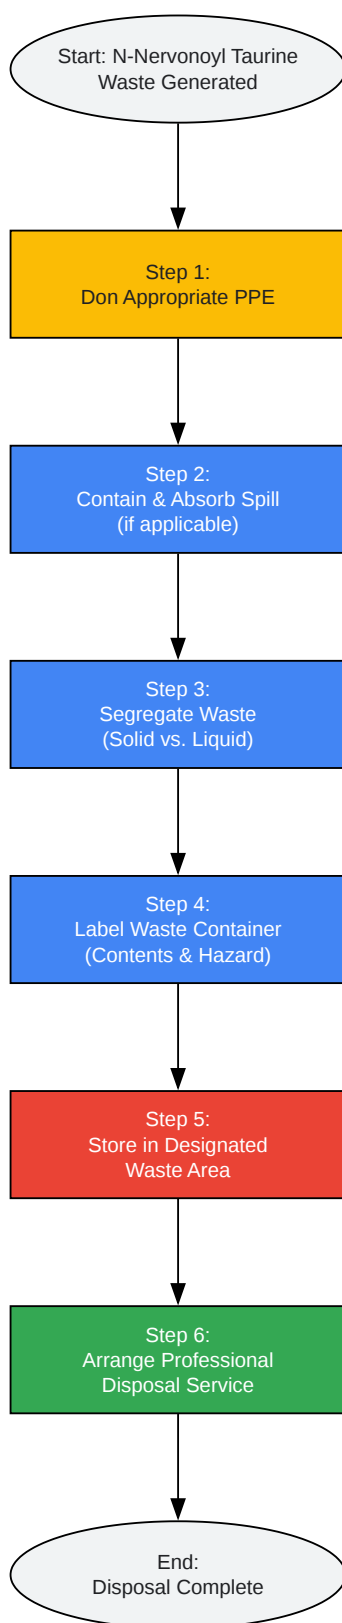 Start: N-Nervonoyl Taurine
Waste Generated
Step 1:
Don Appropriate PPE
Step 2:
Contain & Absorb Spill
(if applicable)
Step 3:
Segregate Waste
(Solid vs. Liquid)
Step 4:
Label Waste Container
(Contents & Hazard)
Step 5:
Store in Designated
Waste Area
Step 6:
Arrange Professional
Disposal Service
End:
Disposal Complete